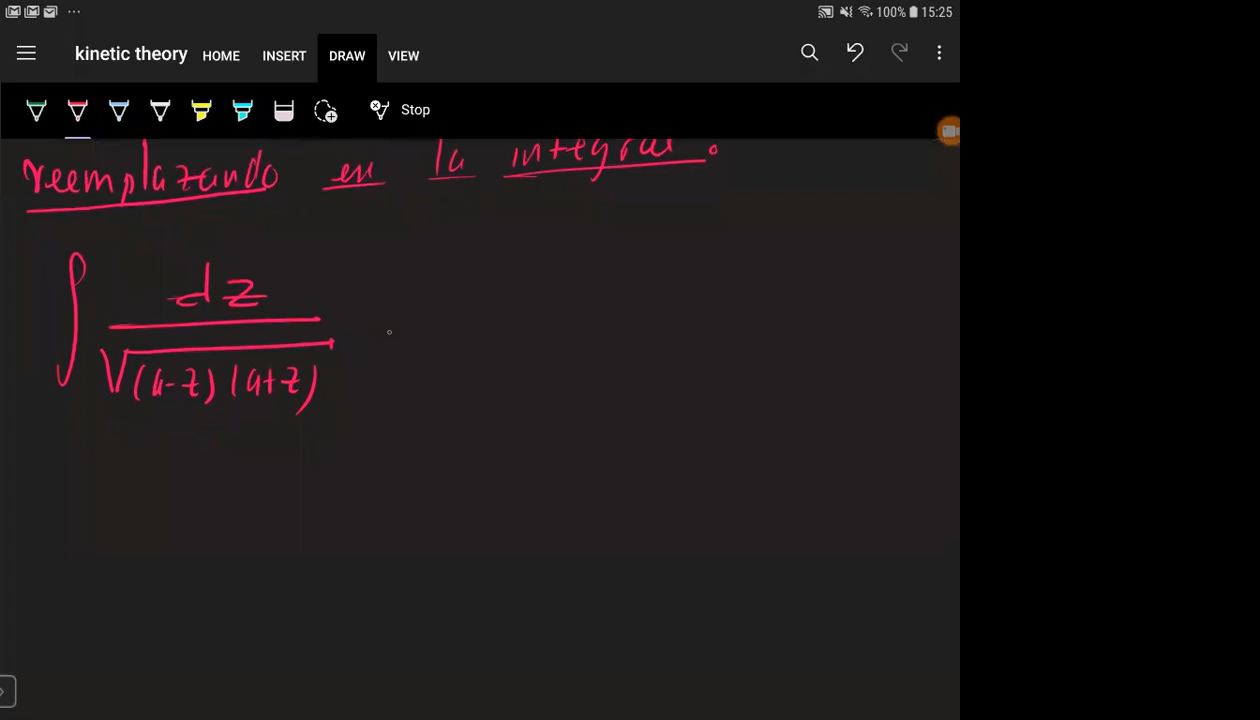 100% 15:25
kinetic theory HOME INSERT DRAW VIEW
Stop
reemplazando en la integral.
∫ dz
√(a-z)(a+z)